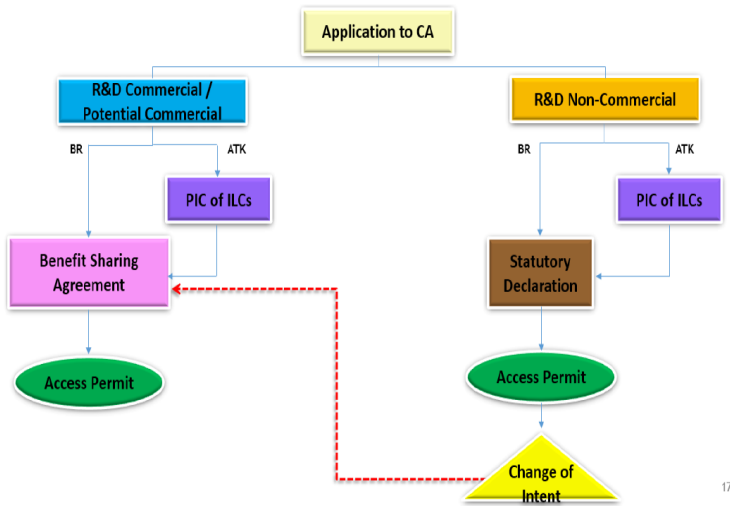 Application to CA
R&D Commercial /
Potential Commercial
R&D Non-Commercial
BR
ATK
BR
ATK
PIC of ILCs
PIC of ILCs
Benefit Sharing
Agreement
Statutory
Declaration
Access Permit
Access Permit
Change of
Intent
17